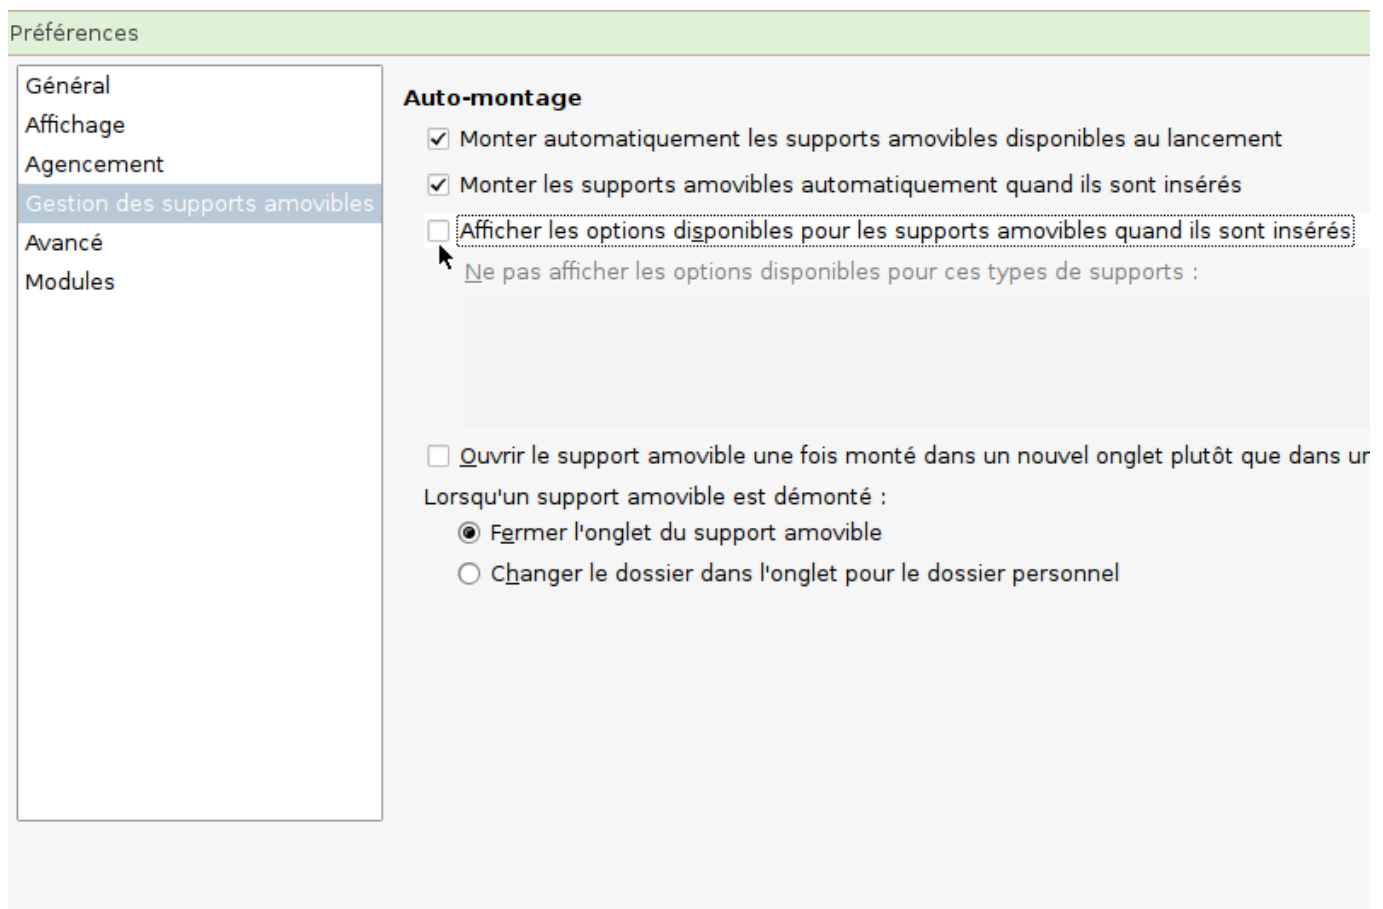 Préférences
Général
Affichage
Agencement
Gestion des supports amovibles
Avancé
Modules
Auto-montage
Monter automatiquement les supports amovibles disponibles au lancement
Monter les supports amovibles automatiquement quand ils sont insérés
Afficher les options disponibles pour les supports amovibles quand ils sont insérés
Ne pas afficher les options disponibles pour ces types de supports :
Ouvrir le support amovible une fois monté dans un nouvel onglet plutôt que dans
Lorsqu'un support amovible est démonté :
Fermer l'onglet du support amovible
Changer le dossier dans l'onglet pour le dossier personnel